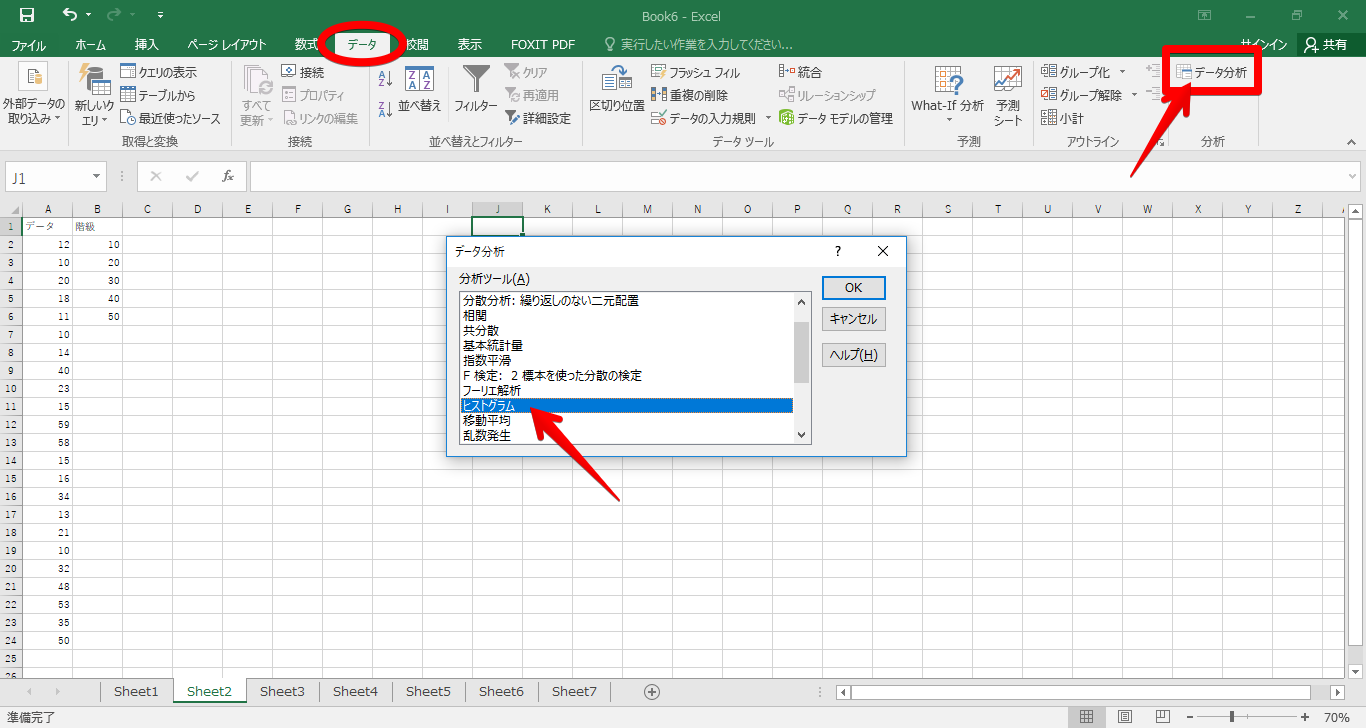 Book6 - Excel
ファイル ホーム 挿入 ページ レイアウト 数式 データ 校閲 表示 FOXIT PDF 実行したい作業を入力してください... サインイン 共有
外部データの
取り込み
新しいク
エリ
クエリの表示
テーブルから
最近使ったソース
取得と変換
すべて
更新
接続
プロパティ
リンクの編集
接続
並べ替え
フィルター
クリア
再適用
詳細設定
並べ替えとフィルター
区切り位置
フラッシュ フィル
重複の削除
データの入力規則
統合
リレーションシップ
データ モデルの管理
データ ツール
What-If 分析
予測
シート
予測
グループ化
グループ解除
小計
アウトライン
データ分析
分析
J1
fx
A B C D E F G H I J K L M N O P Q R S T U V W X Y Z
1 データ 階級
2 12 10
3 10 20
4 20 30
5 18 40
6 11 50
7 10
8 14
9 40
10 23
11 15
12 59
13 58
14 15
15 16
16 34
17 13
18 21
19 10
20 32
21 48
22 53
23 35
24 50
25
26
データ分析 ?
分析ツール(A)
分散分析: 繰り返しのない二元配置
相関
共分散
基本統計量
指数平滑
F 検定: 2 標本を使った分散の検定
フーリエ解析
ヒストグラム
移動平均
乱数発生
OK
キャンセル
ヘルプ(H)
Sheet1 Sheet2 Sheet3 Sheet4 Sheet5 Sheet6 Sheet7
準備完了 70%